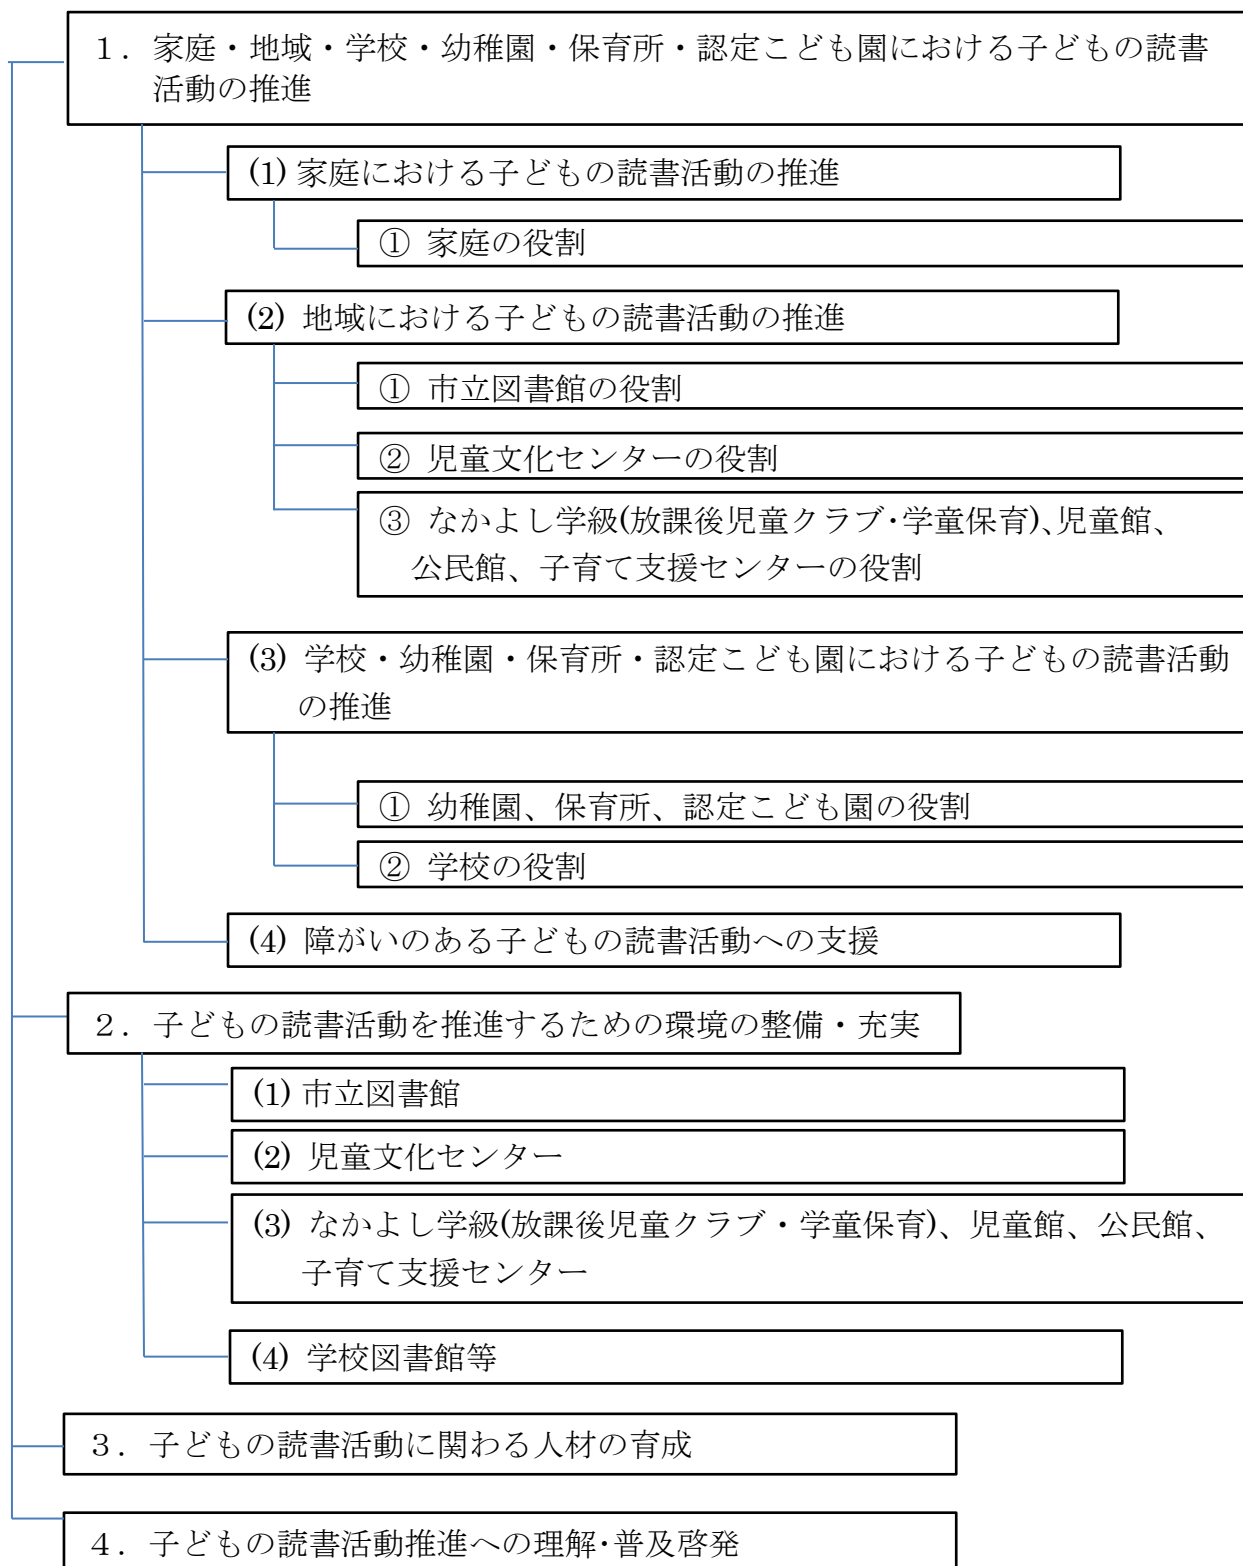 １．家庭・地域・学校・幼稚園・保育所・認定こども園における子どもの読書
活動の推進
(1) 家庭における子どもの読書活動の推進
① 家庭の役割
(2) 地域における子どもの読書活動の推進
① 市立図書館の役割
② 児童文化センターの役割
③ なかよし学級(放課後児童クラブ･学童保育)､児童館、
公民館、子育て支援センターの役割
(3) 学校・幼稚園・保育所・認定こども園における子どもの読書活動
の推進
① 幼稚園、保育所、認定こども園の役割
② 学校の役割
(4) 障がいのある子どもの読書活動への支援
２．子どもの読書活動を推進するための環境の整備・充実
(1) 市立図書館
(2) 児童文化センター
(3) なかよし学級(放課後児童クラブ・学童保育)、児童館、公民館、
子育て支援センター
(4) 学校図書館等
３．子どもの読書活動に関わる人材の育成
４．子どもの読書活動推進への理解･普及啓発